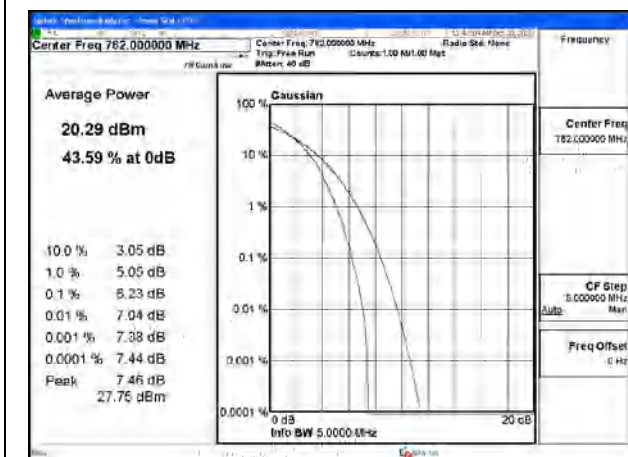 Center Freq 782.000000 MHz
Center Freq: 782.000000 MHz
Radio Std: None
Trig: Free Run
Counts:1.00 M/1.00 Mpt
#Atten: 40 dB
Frequency
Average Power
20.29 dBm
43.59 % at 0dB
10.0 % 3.05 dB
1.0 % 5.05 dB
0.1 % 6.23 dB
0.01 % 7.04 dB
0.001 % 7.38 dB
0.0001 % 7.44 dB
Peak 7.46 dB
27.75 dBm
Gaussian
100 %
10 %
1 %
0.1 %
0.01 %
0.001 %
0.0001 %
0 dB
20 dB
Info BW 5.0000 MHz
Center Freq
782.000000 MHz
CF Step
5.000000 MHz
Auto Man
Freq Offset
0 Hz